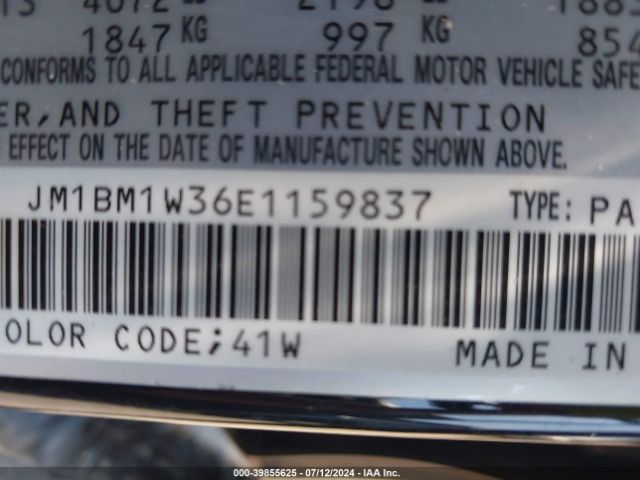 1847 KG 997 KG 854
CONFORMS TO ALL APPLICABLE FEDERAL MOTOR VEHICLE SAFE
ER, AND THEFT PREVENTION
EFFECT ON THE DATE OF MANUFACTURE SHOWN ABOVE.
JM1BM1W36E1159837 TYPE: PA
OLOR CODE;41W MADE IN
000-39855625 - 07/12/2024 - IAA Inc.